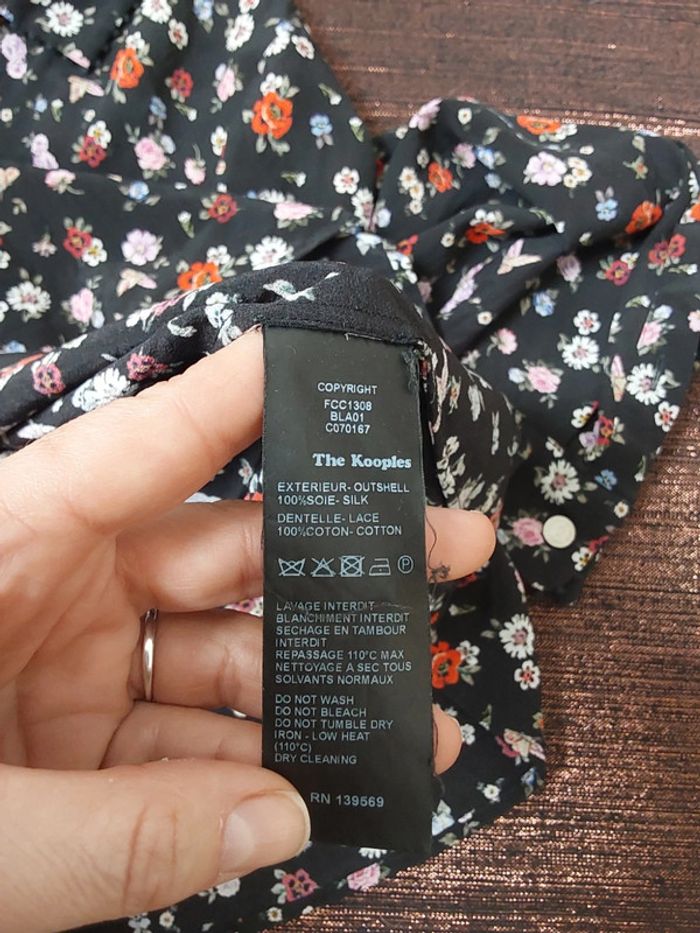 COPYRIGHT
FCC1308
BLA01
C070167
The Kooples
EXTERIEUR- OUTSHELL
100%SOIE- SILK
DENTELLE- LACE
100%COTON- COTTON
P
LAVAGE INTERDIT
BLANCHIMENT INTERDIT
SECHAGE EN TAMBOUR
INTERDIT
REPASSAGE 110°C MAX
NETTOYAGE A SEC TOUS
SOLVANTS NORMAUX
DO NOT WASH
DO NOT BLEACH
DO NOT TUMBLE DRY
IRON - LOW HEAT
(110°C)
DRY CLEANING
RN 139569